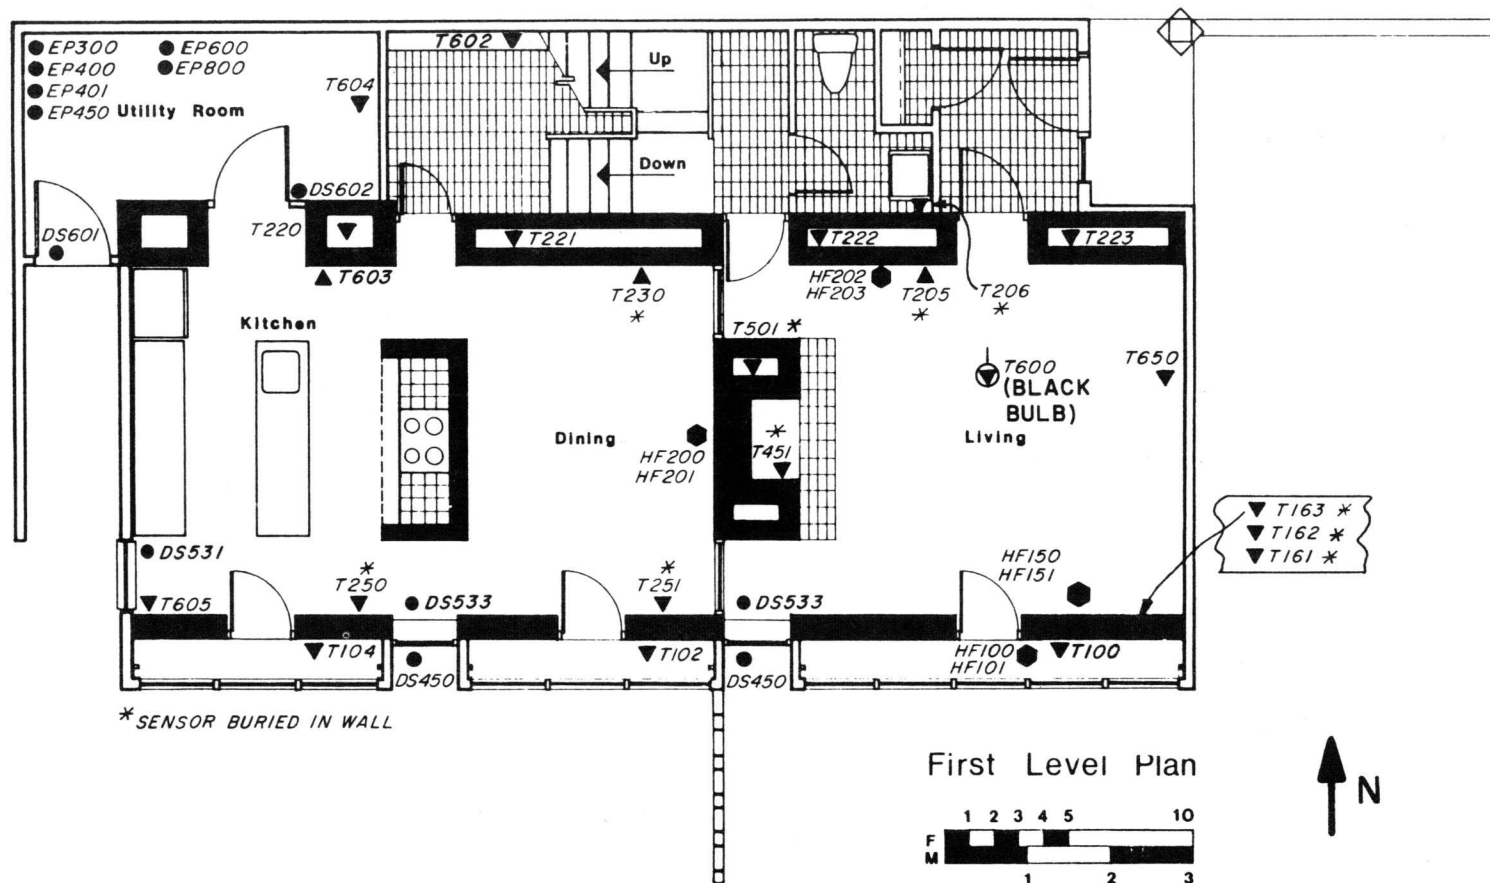 EP300 EP600
EP400 EP800
EP401
EP450 Utility Room
T604
T602
Up
Down
DS602
DS601
T220
T221
T222
T223
T603
T230
*
HF202
HF203
T205
*
T206
*
Kitchen
T501 *
T600
(BLACK
BULB)
T650
Dining
HF200
HF201
*
T451
Living
T163 *
T162 *
T161 *
DS531
HF150
HF151
*
T250
*
T251
T605
DS533
DS533
T104
T102
HF100
HF101
T100
DS450
DS450
* SENSOR BURIED IN WALL
First Level Plan
N
1 2 3 4 5 10
F
M
1 2 3